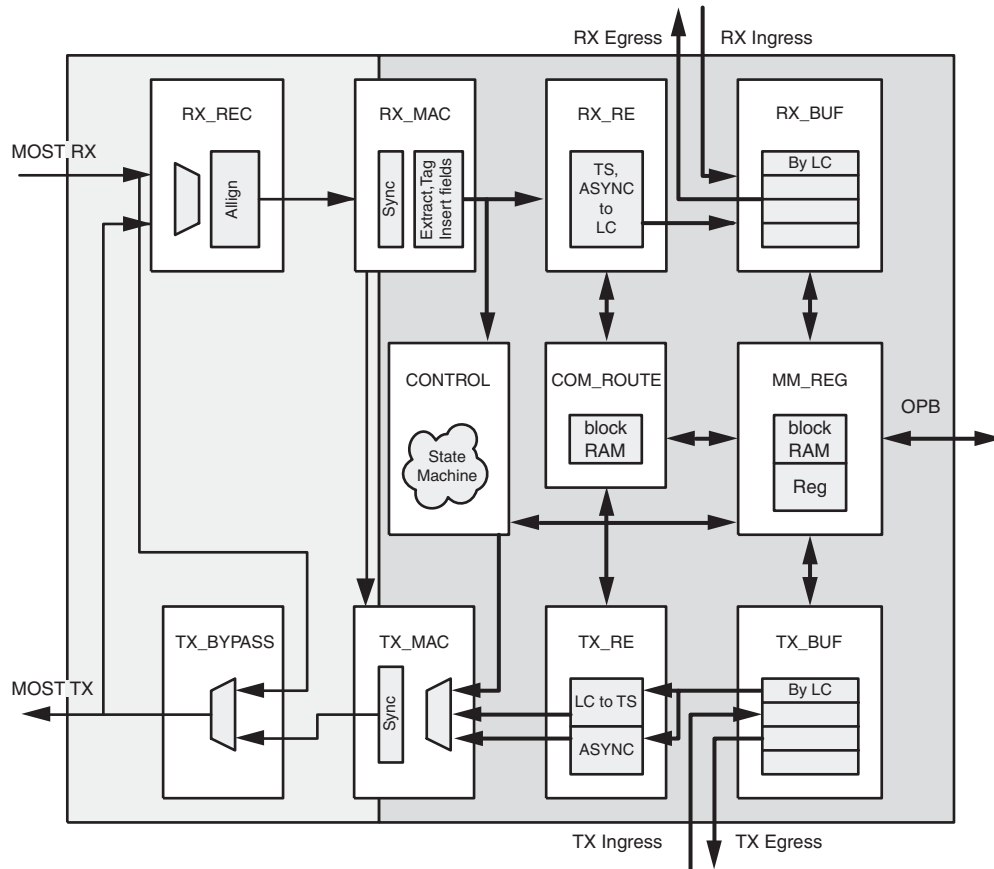 RX Egress
RX Ingress
RX_REC
RX_MAC
RX_RE
RX_BUF
MOST RX
Allign
Sync
Extract,Tag
Insert fields
TS,
ASYNC
to
LC
By LC
CONTROL
State
Machine
COM_ROUTE
block
RAM
MM_REG
block
RAM
Reg
OPB
TX_BYPASS
TX_MAC
TX_RE
TX_BUF
MOST TX
Sync
LC to TS
ASYNC
By LC
TX Ingress
TX Egress